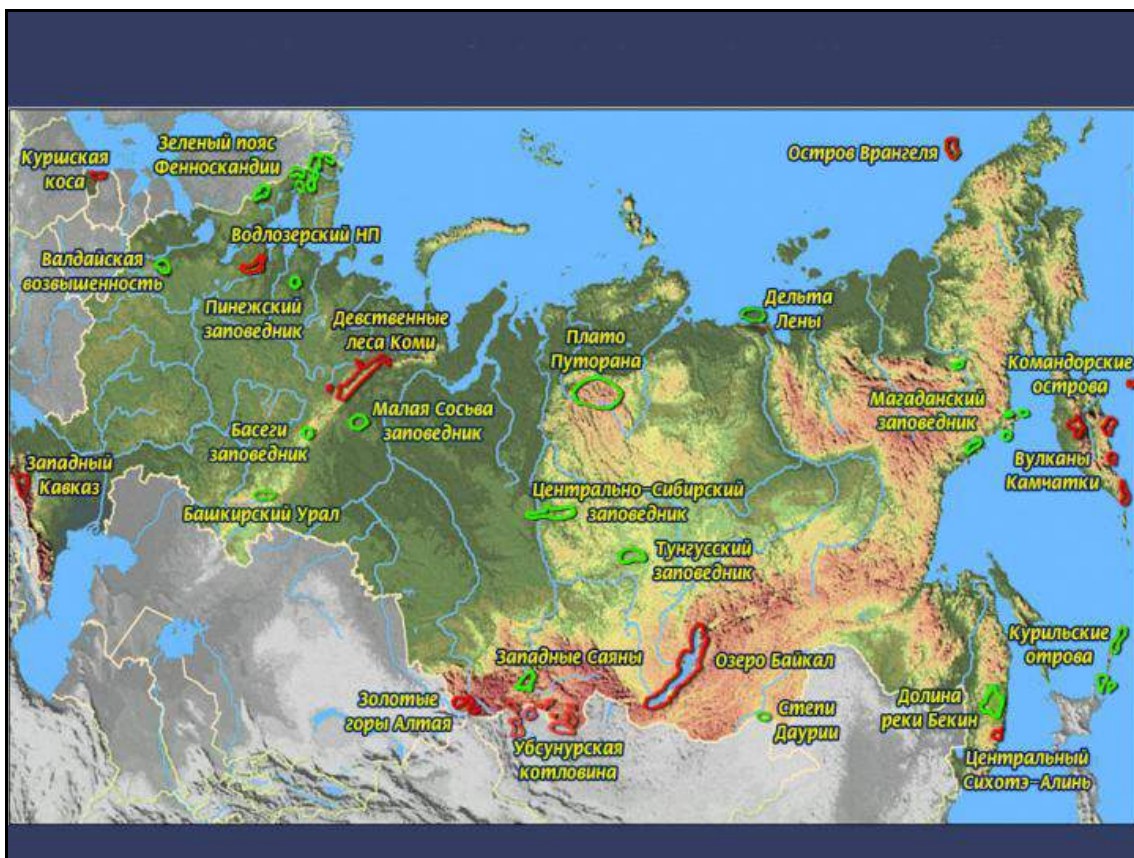 Зеленый пояс
Фенноскандии
Куршская
коса
Остров Врангеля
Водлозерский НП
Валдайская
возвышенность
Пинежский
заповедник
Девственные
леса Коми
Дельта
Лены
Плато
Путорана
Командорские
острова
Магаданский
заповедник
Малая Сосьва
заповедник
Басеги
заповедник
Вулканы
Камчатки
Западный
Кавказ
Центрально-Сибирский
заповедник
Башкирский Урал
Тунгусский
заповедник
Курильские
отрова
Западные Саяны
Озеро Байкал
Золотые
горы Алтая
Степи
Даурии
Долина
реки Бекин
Убсунурская
котловина
Центральный
Сихотэ-Алинь